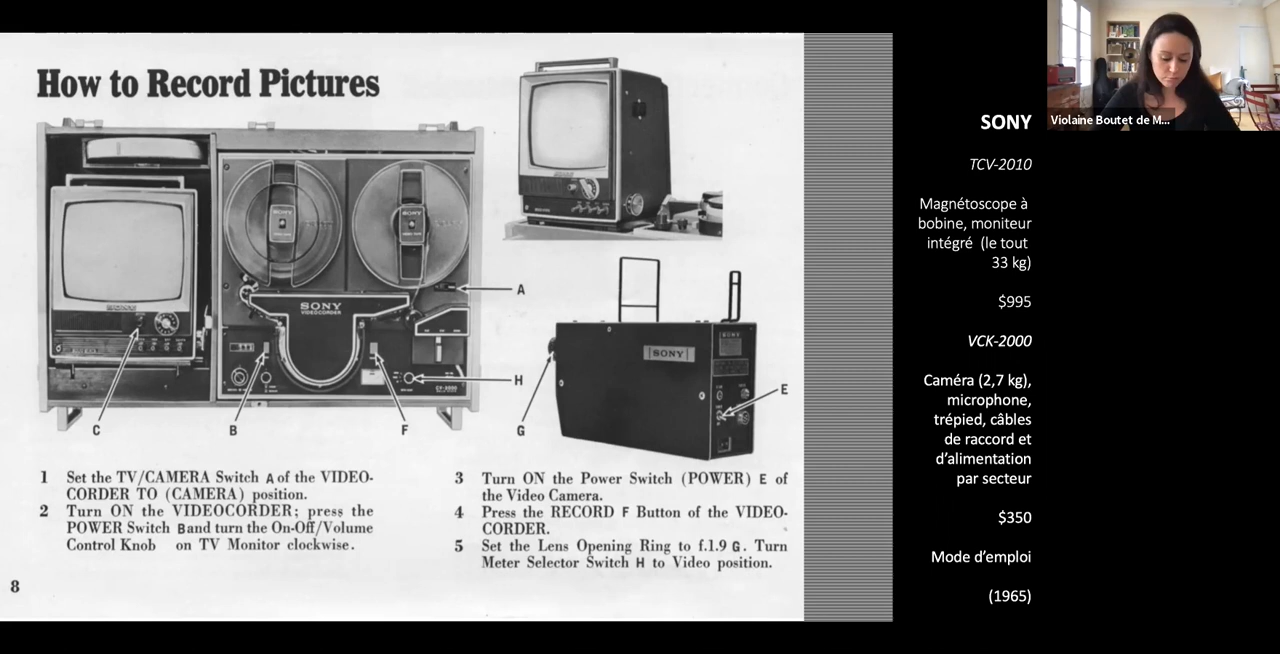 How to Record Pictures
SONY
SONY
SONY
VIDEOCORDER
SONY
A
H
E
C
B
F
G
1 Set the TV/CAMERA Switch A of the VIDEO-
CORDER TO (CAMERA) position.
2 Turn ON the VIDEOCORDER; press the
POWER Switch B and turn the On-Off/Volume
Control Knob on TV Monitor clockwise.
3 Turn ON the Power Switch (POWER) E of
the Video Camera.
4 Press the RECORD F Button of the VIDEO-
CORDER.
5 Set the Lens Opening Ring to f.1.9 G. Turn
Meter Selector Switch H to Video position.
8
SONY
TCV-2010
Magnétoscope à
bobine, moniteur
intégré (le tout
33 kg)
$995
VCK-2000
Caméra (2,7 kg),
microphone,
trépied, câbles
de raccord et
d’alimentation
par secteur
$350
Mode d’emploi
(1965)
Violaine Boutet de M...